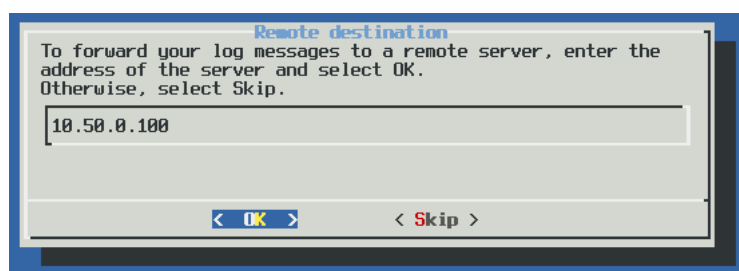 Remote destination
To forward your log messages to a remote server, enter the
address of the server and select OK.
Otherwise, select Skip.
10.50.0.100
< OK > < Skip >